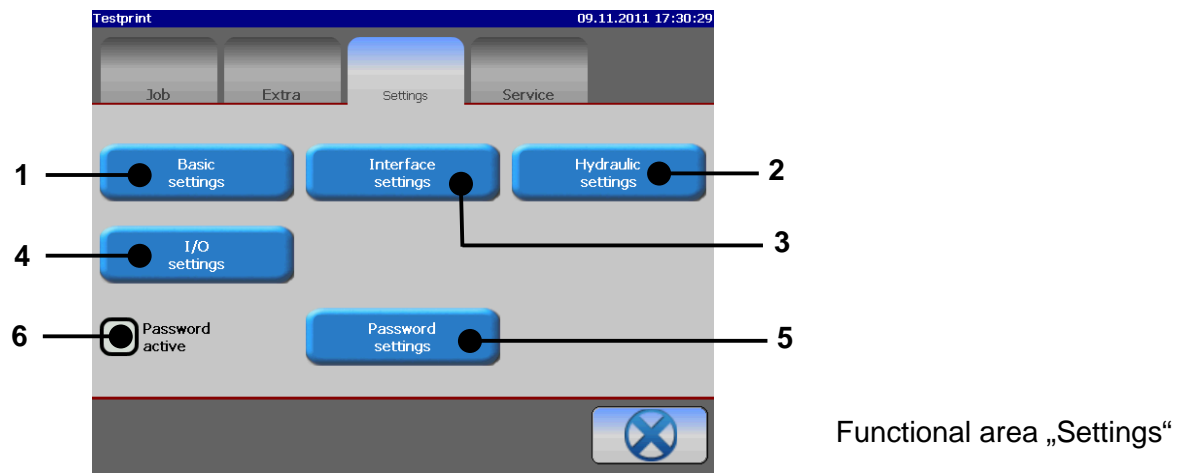 Testprint 09.11.2011 17:30:29
Job Extra Settings Service
Basic
settings
Interface
settings
Hydraulic
settings
1
2
3
I/O
settings
4
Password
active
6
Password
settings
5
Functional area „Settings“